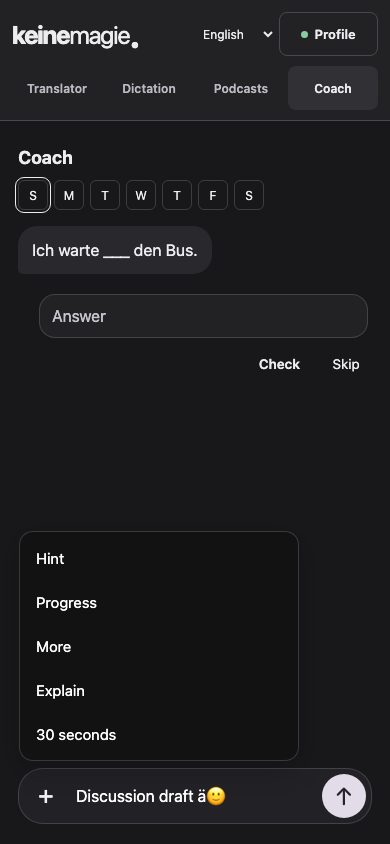 keinemagie.
English
Profile
Translator Dictation Podcasts Coach
Coach
S M T W T F S
Ich warte ___ den Bus.
Answer
Check Skip
Hint
Progress
More
Explain
30 seconds
+ Discussion draft ä🙂